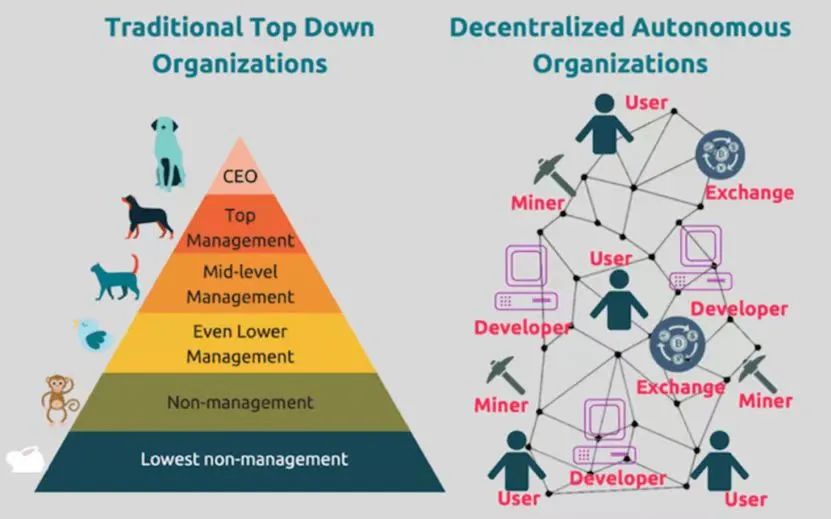 Traditional Top Down
Organizations
CEO
Top
Management
Mid-level
Management
Even Lower
Management
Non-management
Lowest non-management
Decentralized Autonomous
Organizations
User
Exchange
Miner
User
Developer
Developer
Exchange
Miner
Miner
Developer
User
User